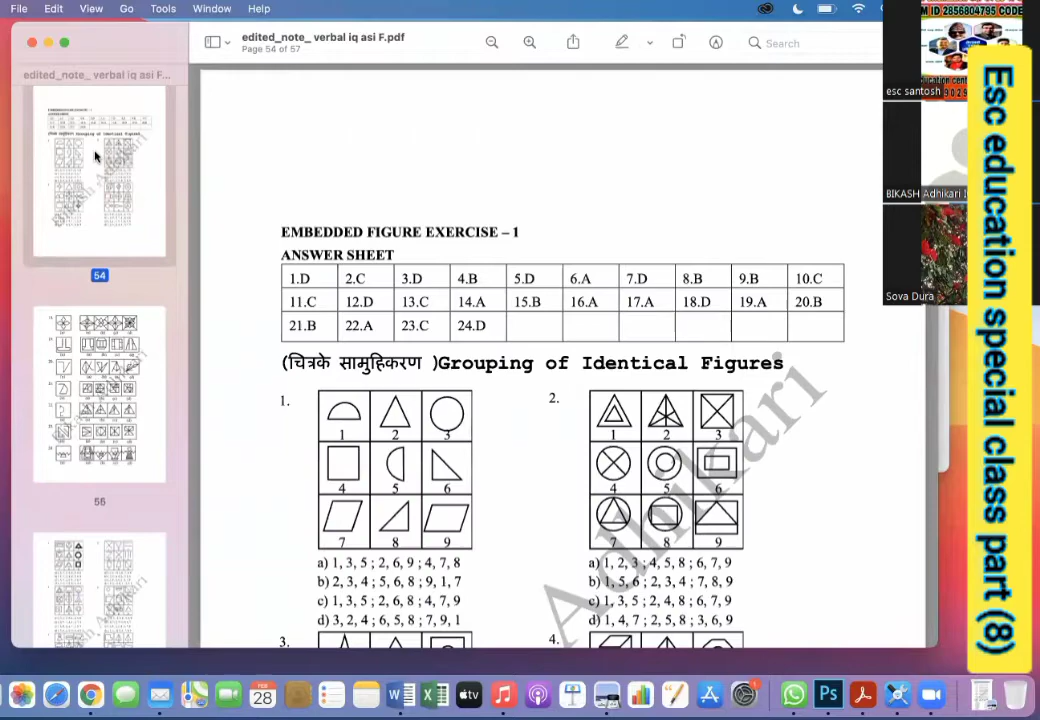 File Edit View Go Tools Window Help
edited_note_ verbal iq asi F.pdf
Page 54 of 57
Search
edited_note_ verbal iq asi F...
54
56
EMBEDDED FIGURE EXERCISE – 1
ANSWER SHEET
1.D 2.C 3.D 4.B 5.D 6.A 7.D 8.B 9.B 10.C
11.C 12.D 13.C 14.A 15.B 16.A 17.A 18.D 19.A 20.B
21.B 22.A 23.C 24.D
(चित्रके सामुहिकरण )Grouping of Identical Figures
1.
1 2 3
4 5 6
7 8 9
a) 1, 3, 5 ; 2, 6, 9 ; 4, 7, 8
b) 2, 3, 4 ; 5, 6, 8 ; 9, 1, 7
c) 1, 3, 5 ; 2, 6, 8 ; 4, 7, 9
d) 3, 2, 4 ; 6, 5, 8 ; 7, 9, 1
2.
1 2 3
4 5 6
7 8 9
a) 1, 2, 3 ; 4, 5, 8 ; 6, 7, 9
b) 1, 5, 6 ; 2, 3, 4 ; 7, 8, 9
c) 1, 3, 5 ; 2, 4, 8 ; 6, 7, 9
d) 1, 4, 7 ; 2, 5, 8 ; 3, 6, 9
3.
4.
Adhikari
M ID 2856804795 CODE
esc santosh
BIKASH Adhikari
Sova Dura
Esc education special class part (8)
28
W
X
tv
Ps